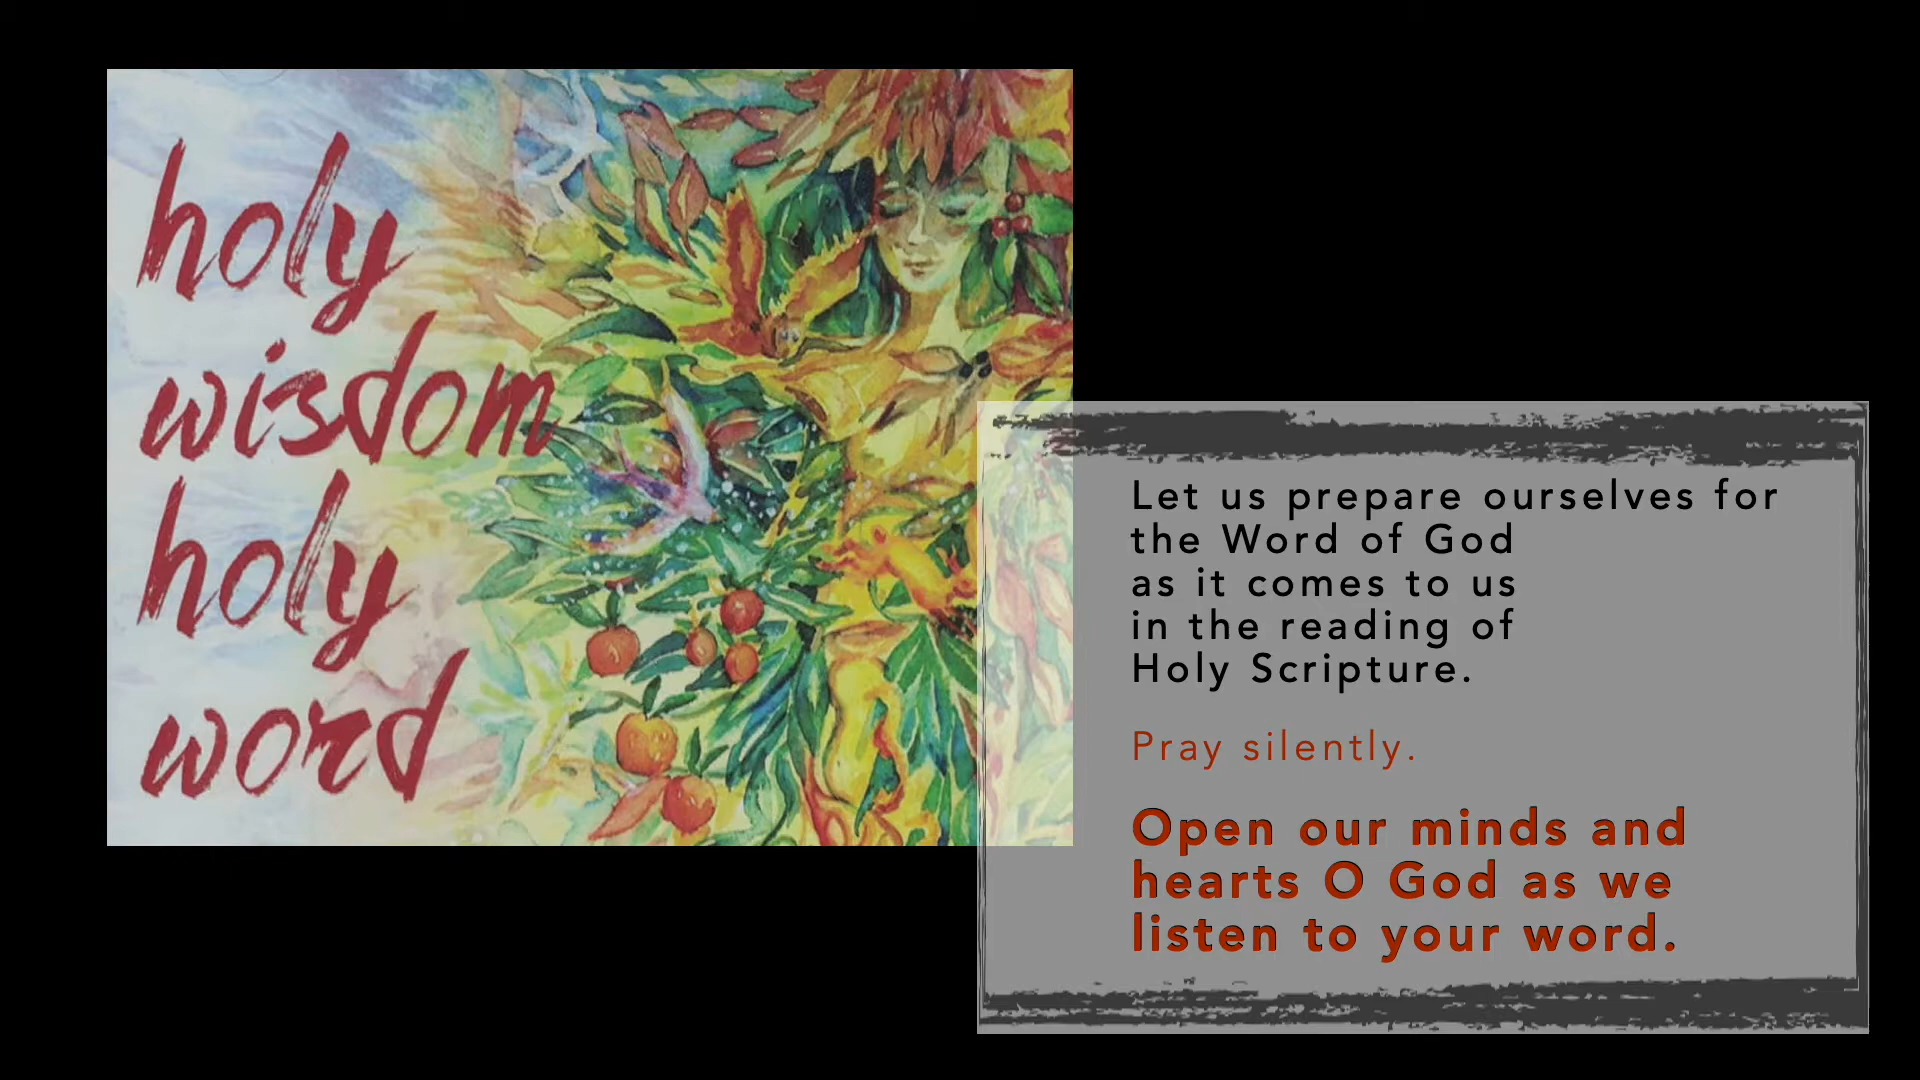 holy
wisdom
holy
word
Let us prepare ourselves for
the Word of God
as it comes to us
in the reading of
Holy Scripture.
Pray silently.
Open our minds and
hearts O God as we
listen to your word.